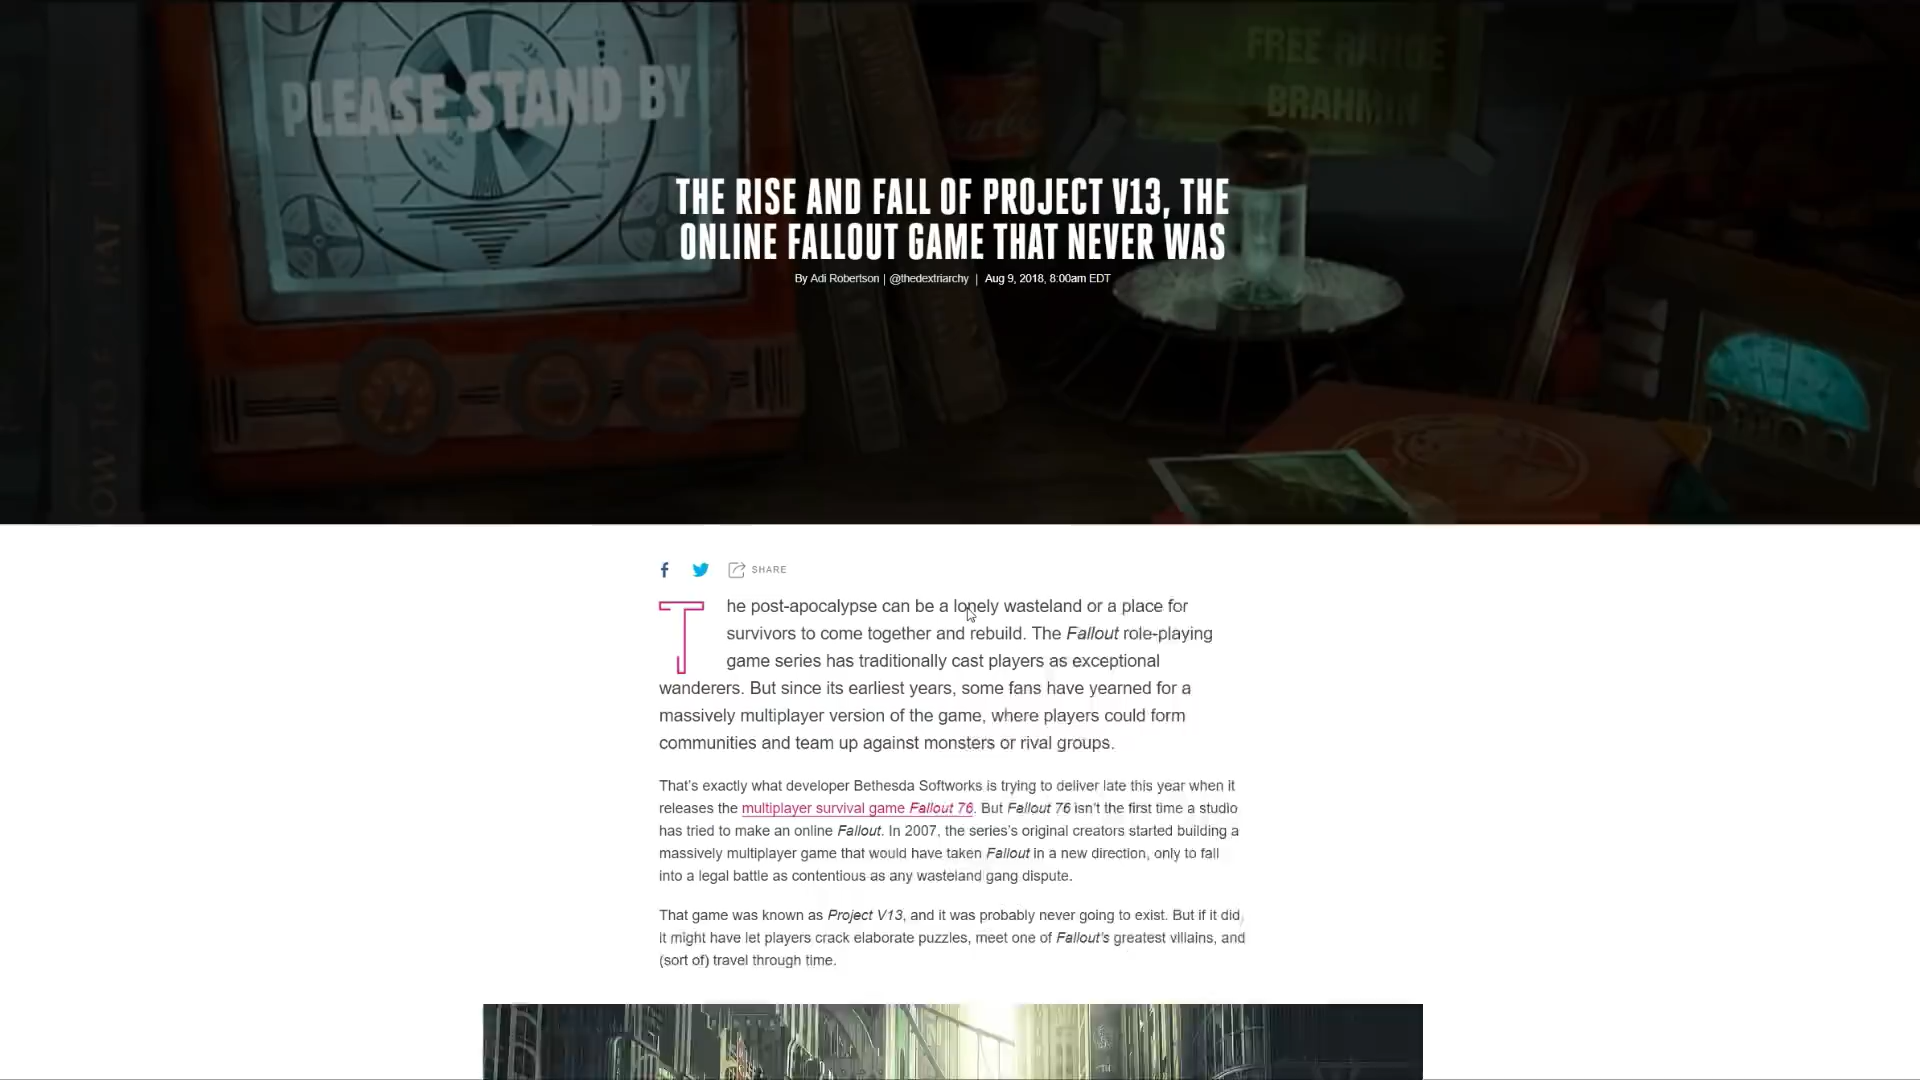 PLEASE STAND BY
FREE RANGE
BRAHMIN
THE RISE AND FALL OF PROJECT V13, THE
ONLINE FALLOUT GAME THAT NEVER WAS
By Adi Robertson | @thedextriarchy | Aug 9, 2018, 8:00am EDT
SHARE
The post-apocalypse can be a lonely wasteland or a place for
survivors to come together and rebuild. The Fallout role-playing
game series has traditionally cast players as exceptional
wanderers. But since its earliest years, some fans have yearned for a
massively multiplayer version of the game, where players could form
communities and team up against monsters or rival groups.
That's exactly what developer Bethesda Softworks is trying to deliver late this year when it
releases the multiplayer survival game Fallout 76. But Fallout 76 isn't the first time a studio
has tried to make an online Fallout. In 2007, the series's original creators started building a
massively multiplayer game that would have taken Fallout in a new direction, only to fall
into a legal battle as contentious as any wasteland gang dispute.
That game was known as Project V13, and it was probably never going to exist. But if it did,
it might have let players crack elaborate puzzles, meet one of Fallout's greatest villains, and
(sort of) travel through time.